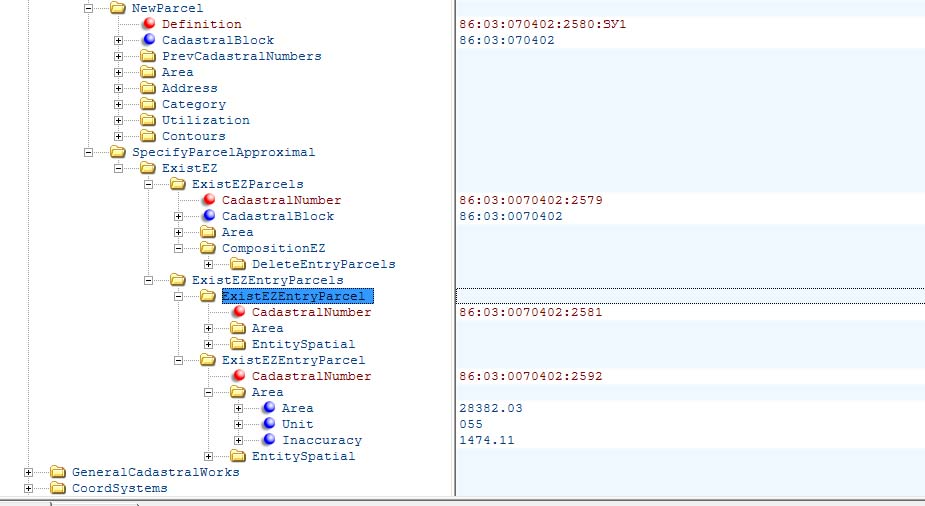 NewParcel
Definition 86:03:070402:2580:ЗУ1
CadastralBlock 86:03:070402
PrevCadastralNumbers
Area
Address
Category
Utilization
Contours
SpecifyParcelApproximal
ExistEZ
ExistEZParcels
CadastralNumber 86:03:0070402:2579
CadastralBlock 86:03:0070402
Area
CompositionEZ
DeleteEntryParcels
ExistEZEntryParcels
ExistEZEntryParcel
CadastralNumber 86:03:0070402:2581
Area
EntitySpatial
ExistEZEntryParcel
CadastralNumber 86:03:0070402:2592
Area
Area 28382.03
Unit 055
Inaccuracy 1474.11
EntitySpatial
GeneralCadastralWorks
CoordSystems